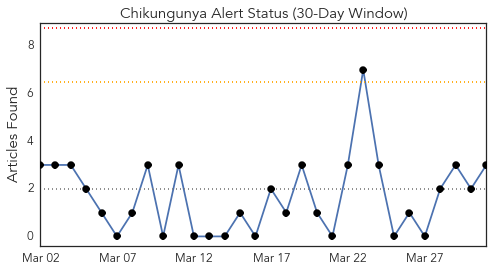 Chikungunya Alert Status (30-Day Window)
Articles Found
8
6
4
2
0
Mar 02 Mar 07 Mar 12 Mar 17 Mar 22 Mar 27